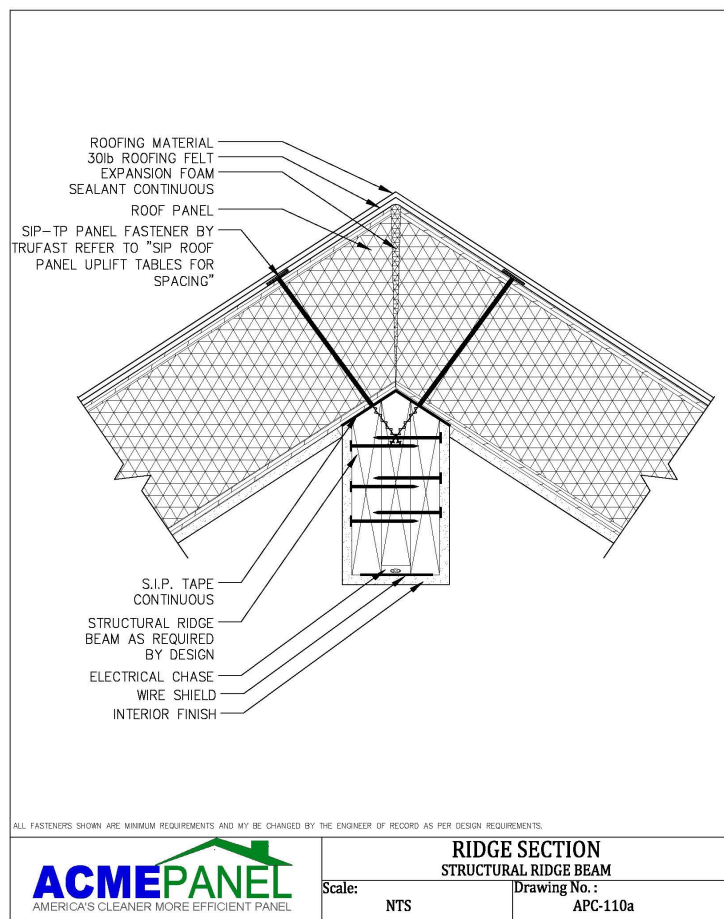 ROOFING MATERIAL
30lb ROOFING FELT
EXPANSION FOAM
SEALANT CONTINUOUS
ROOF PANEL
SIP-TP PANEL FASTENER BY
TRUFAST REFER TO "SIP ROOF
PANEL UPLIFT TABLES FOR
SPACING"
S.I.P. TAPE
CONTINUOUS
STRUCTURAL RIDGE
BEAM AS REQUIRED
BY DESIGN
ELECTRICAL CHASE
WIRE SHIELD
INTERIOR FINISH
ALL FASTENERS SHOWN ARE MINIMUM REQUIREMENTS AND MY BE CHANGED BY THE ENGINEER OF RECORD AS PER DESIGN REQUIREMENTS.
ACMEPANEL
AMERICA'S CLEANER MORE EFFICIENT PANEL
RIDGE SECTION
STRUCTURAL RIDGE BEAM
Scale:
NTS
Drawing No. :
APC-110a